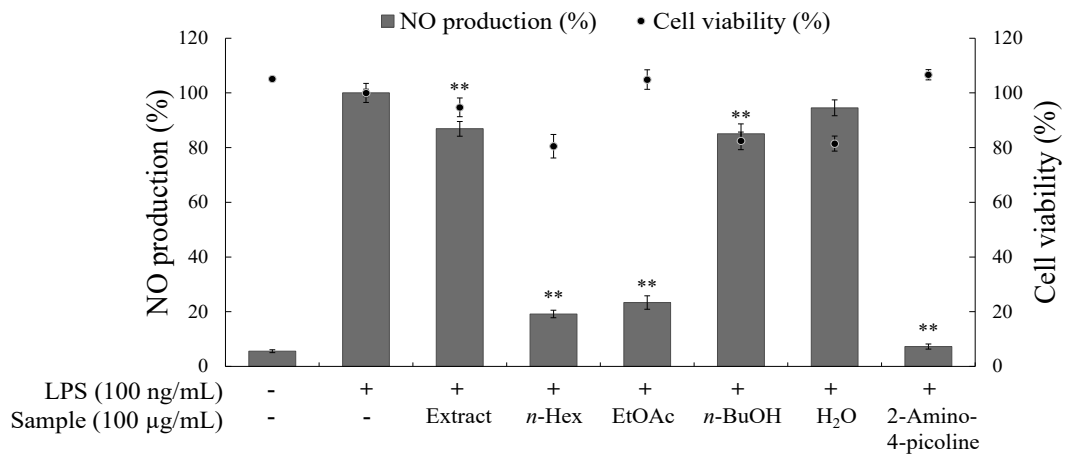 NO production (%) Cell viability (%)
120 120
100 100
80 80
60 60
40 40
20 20
0 0
NO production (%)
Cell viability (%)
** ** ** ** **
LPS (100 ng/mL) - + + + + + + +
Sample (100 µg/mL) - - Extract n-Hex EtOAc n-BuOH H₂O 2-Amino-
4-picoline